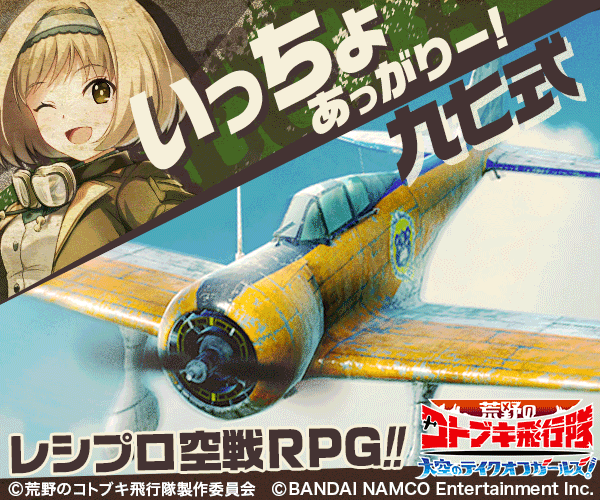 いっちょ
あっがりー!
九七式
レシプロ空戦RPG!!
荒野の
コトブキ飛行隊
大空のテイクオフガールズ!
©荒野のコトブキ飛行隊製作委員会 ©BANDAI NAMCO Entertainment Inc.